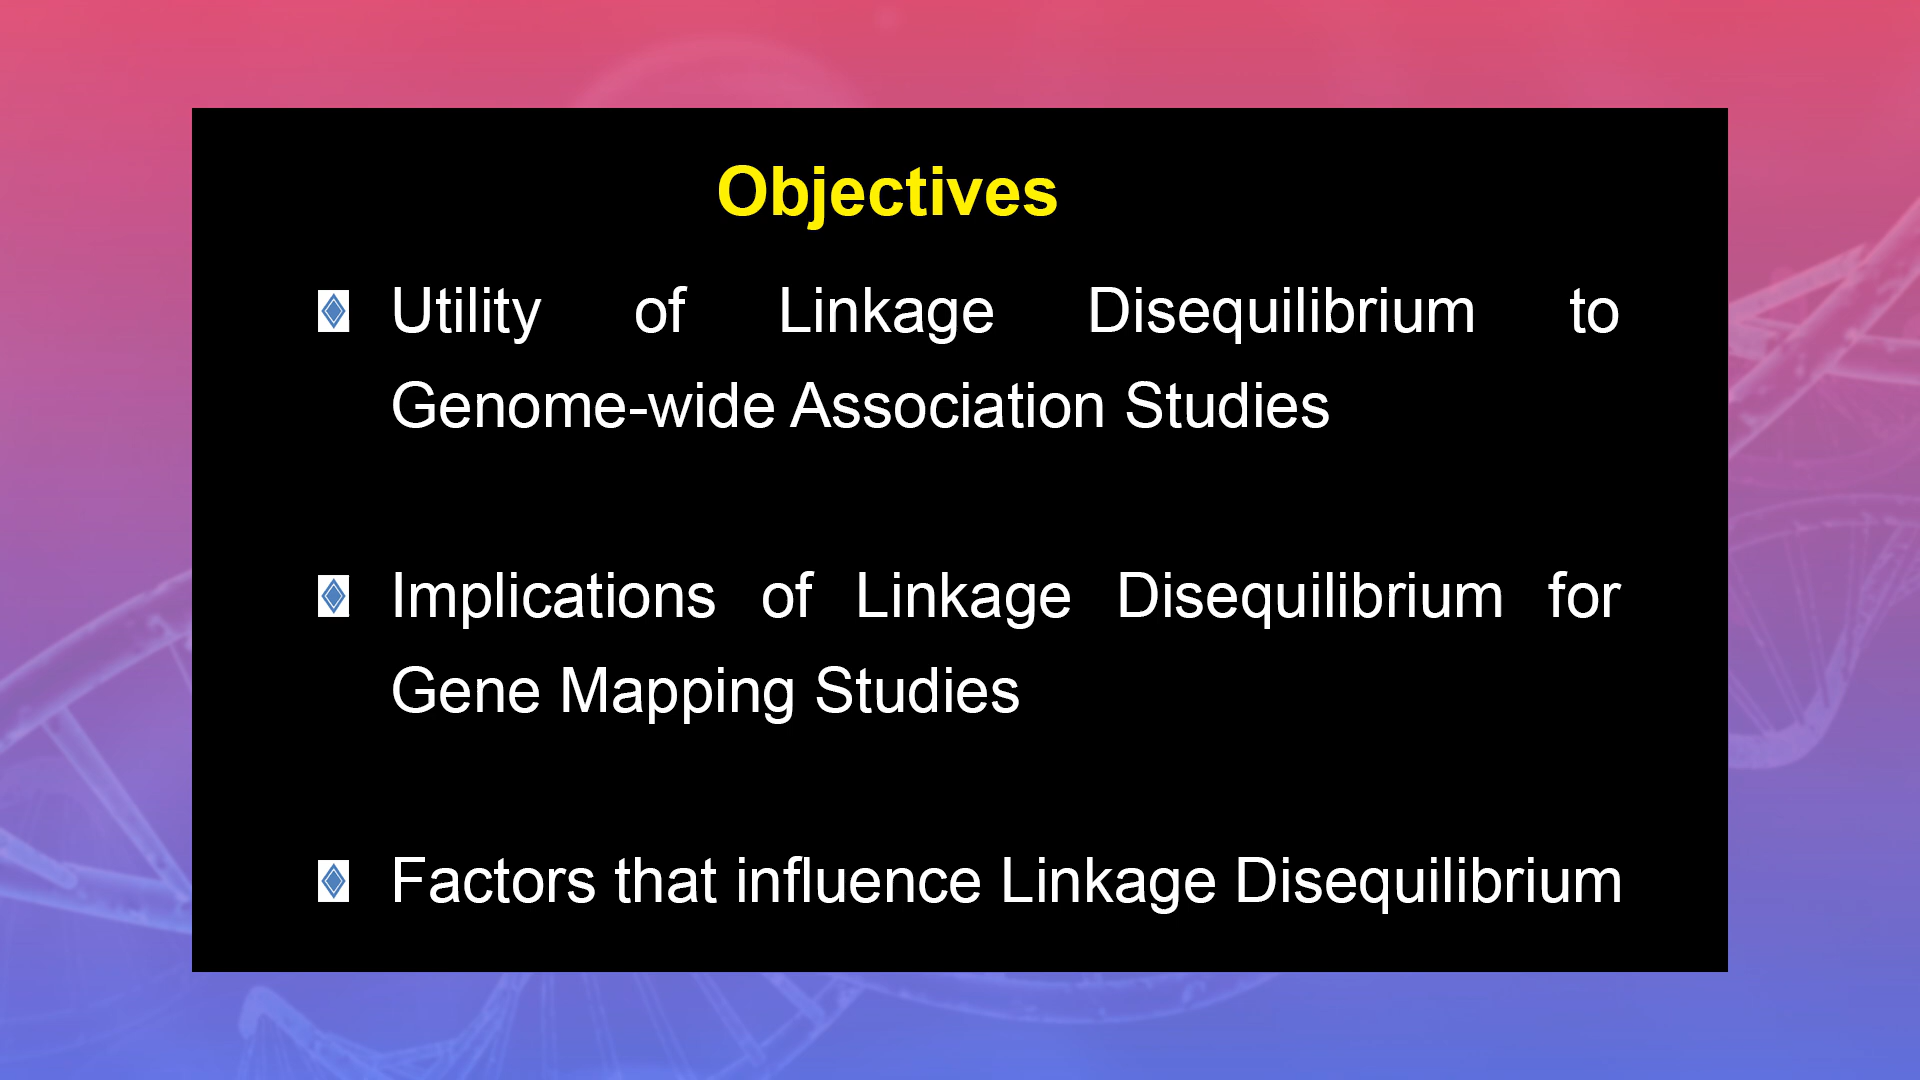 Objectives
Utility of Linkage Disequilibrium to
Genome-wide Association Studies
Implications of Linkage Disequilibrium for
Gene Mapping Studies
Factors that influence Linkage Disequilibrium